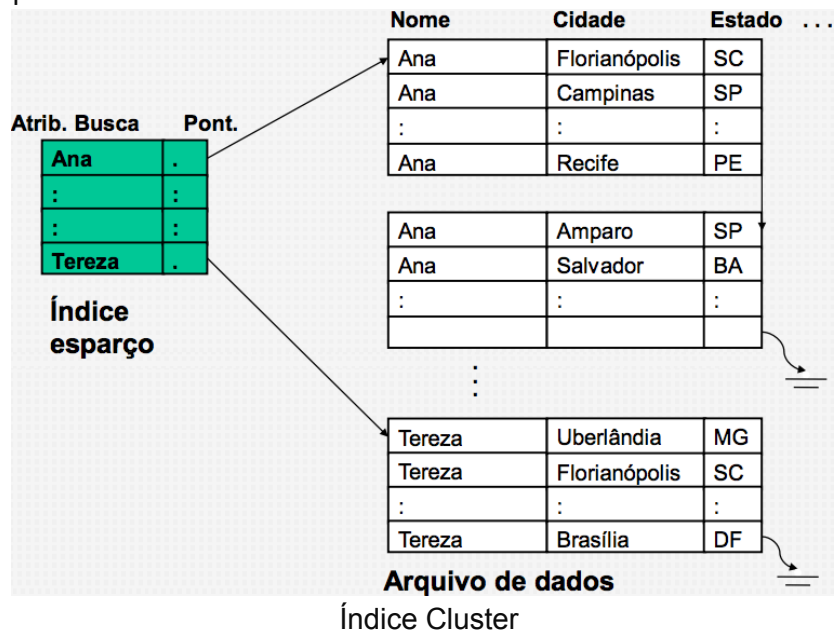 Nome Cidade Estado ...
Ana Florianópolis SC
Ana Campinas SP
: : :
Ana Recife PE
Atrib. Busca Pont.
Ana .
: :
: :
Tereza .
Índice
esparço
Ana Amparo SP
Ana Salvador BA
: : :
Tereza Uberlândia MG
Tereza Florianópolis SC
: : :
Tereza Brasília DF
Arquivo de dados
Índice Cluster